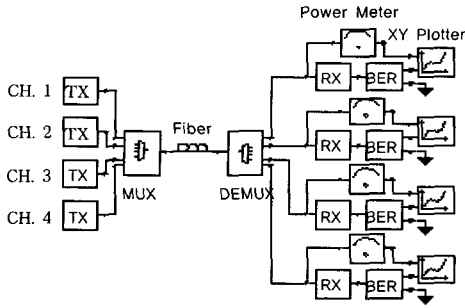 Power Meter
XY Plotter
CH. 1 TX
RX BER
CH. 2 TX
Fiber
RX BER
CH. 3 TX
MUX
DEMUX
RX BER
CH. 4 TX
RX BER